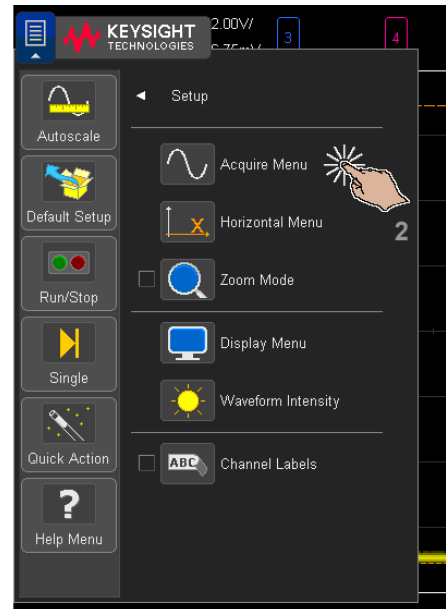 KEYSIGHT
TECHNOLOGIES
2.00V/
3
4
Setup
Autoscale
Acquire Menu
2
Default Setup
X
Horizontal Menu
Run/Stop
Zoom Mode
Single
Display Menu
Waveform Intensity
Quick Action
ABC
Channel Labels
?
Help Menu